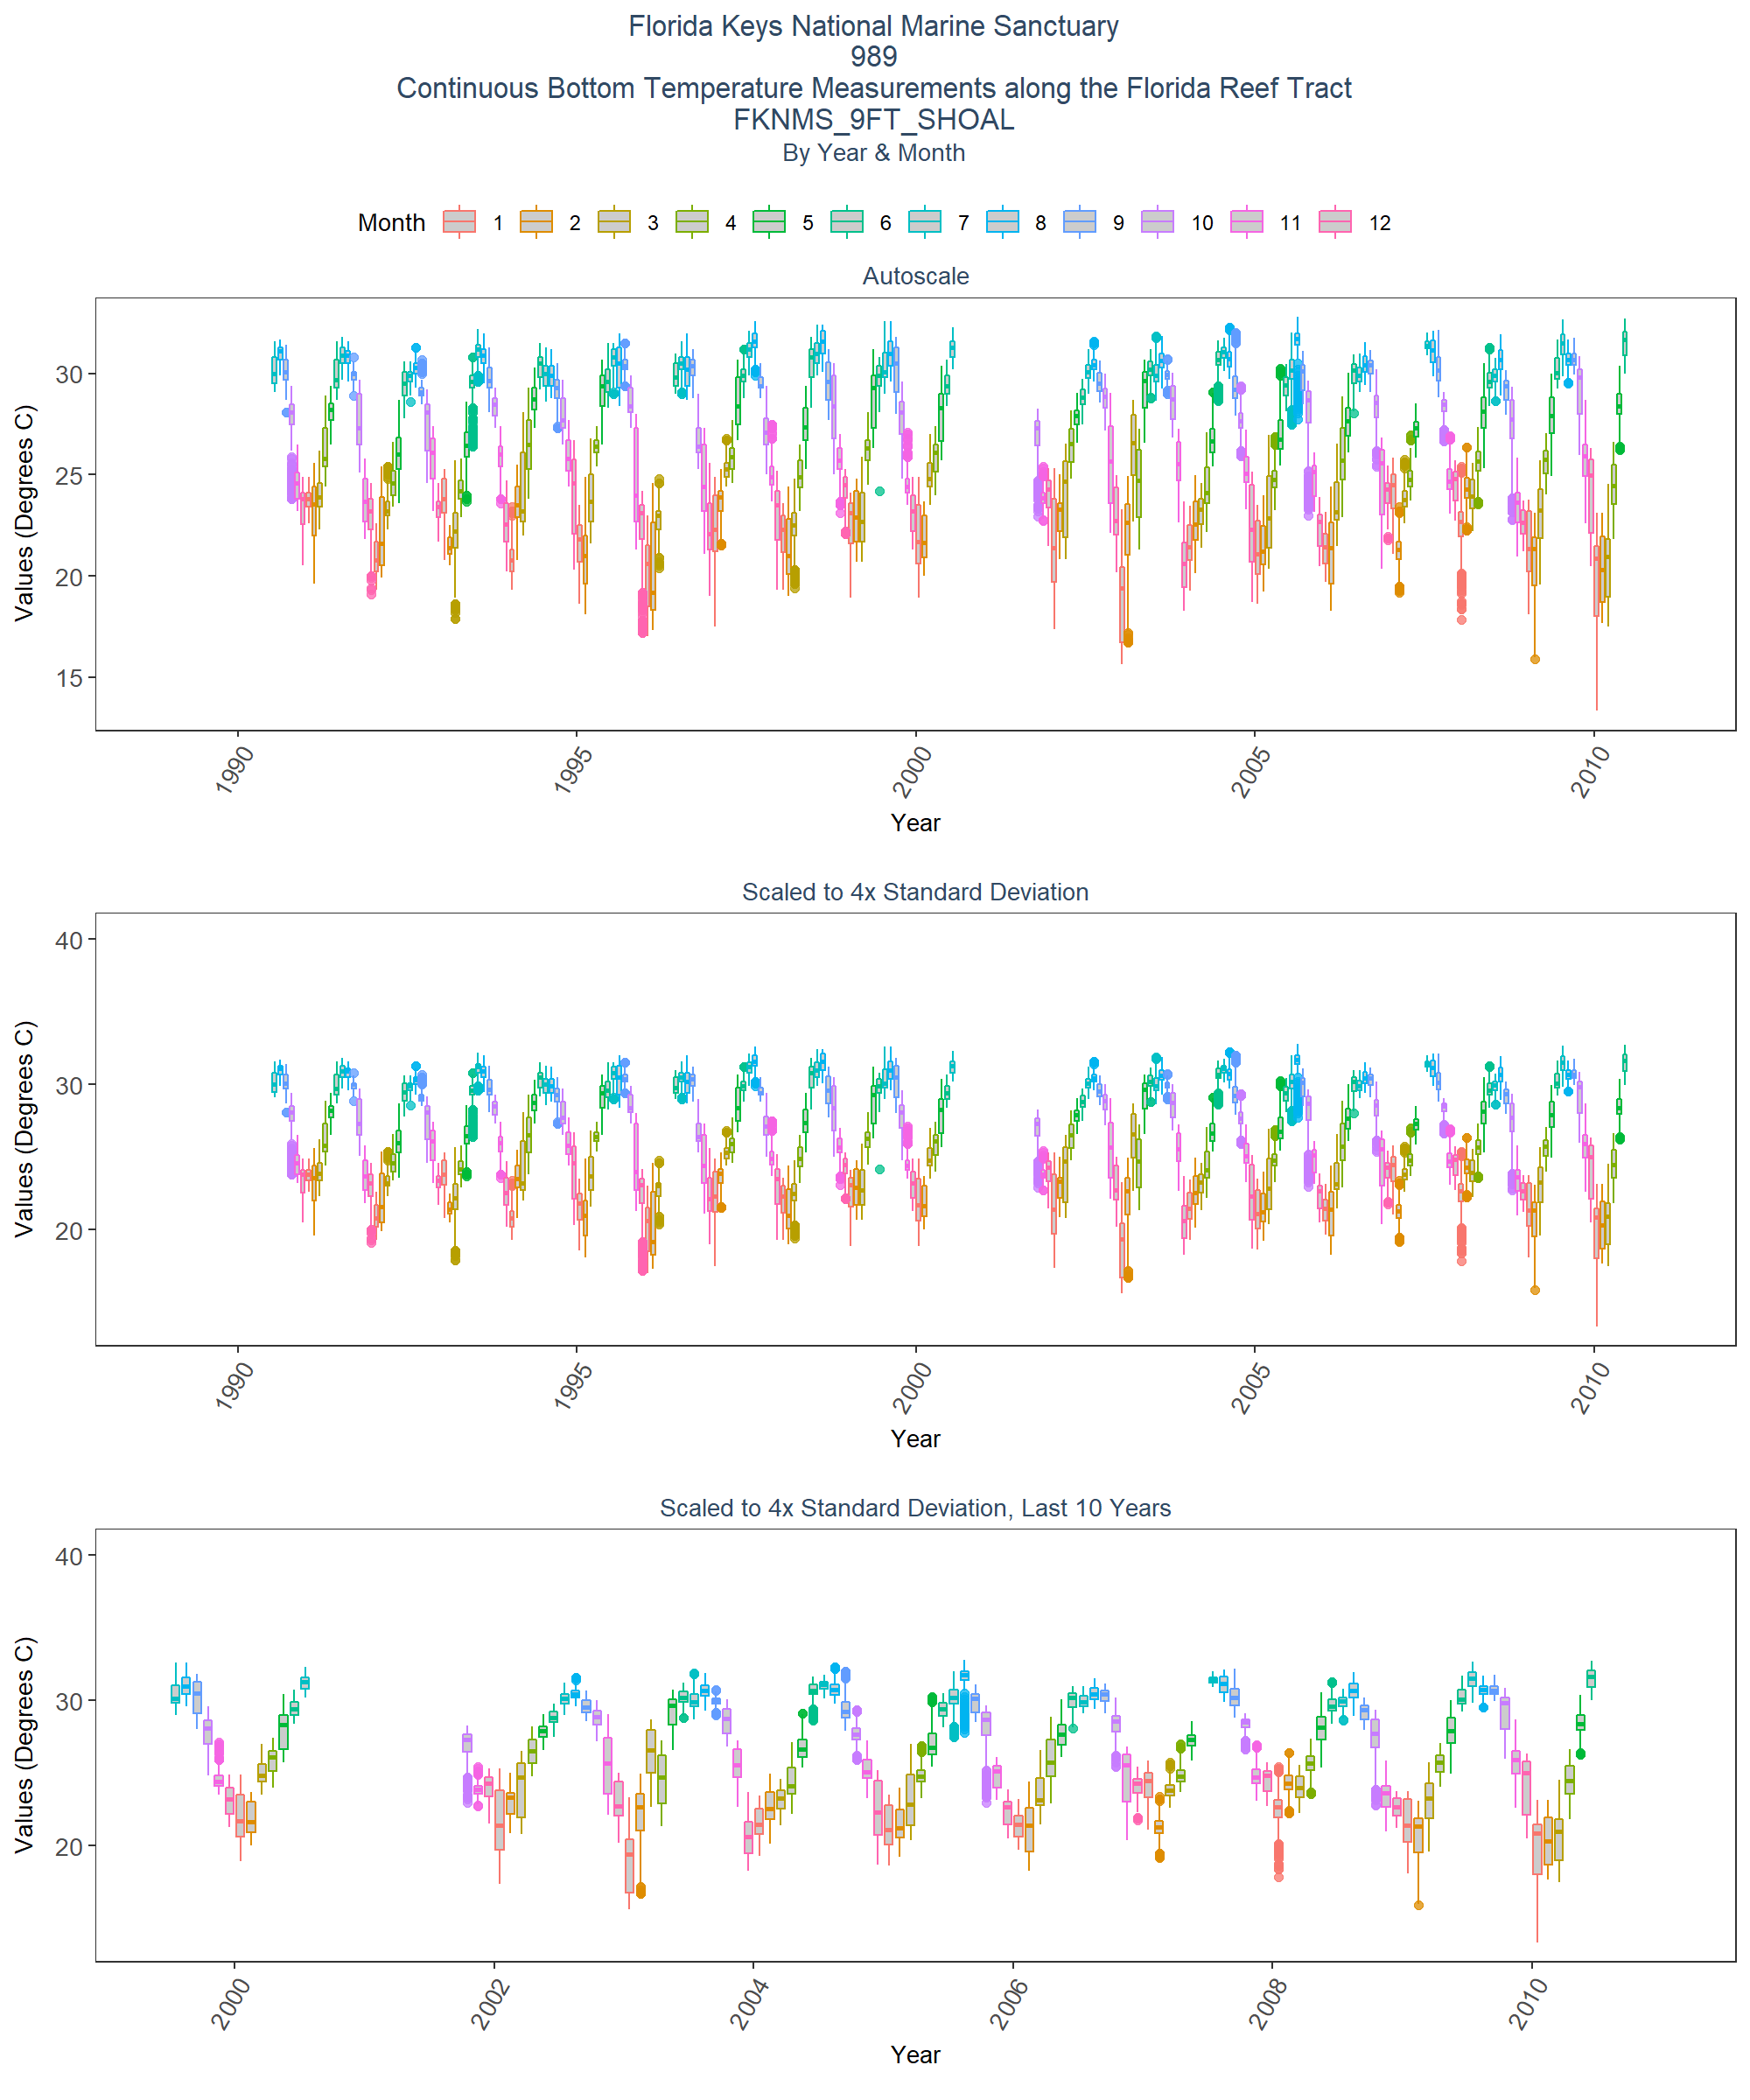 Florida Keys National Marine Sanctuary
989
Continuous Bottom Temperature Measurements along the Florida Reef Tract
FKNMS_9FT_SHOAL
By Year & Month
Month 1 2 3 4 5 6 7 8 9 10 11 12
Autoscale
Values (Degrees C)
30
25
20
15
1990 1995 2000 2005 2010
Year
Scaled to 4x Standard Deviation
Values (Degrees C)
40
30
20
1990 1995 2000 2005 2010
Year
Scaled to 4x Standard Deviation, Last 10 Years
Values (Degrees C)
40
30
20
2000 2002 2004 2006 2008 2010
Year